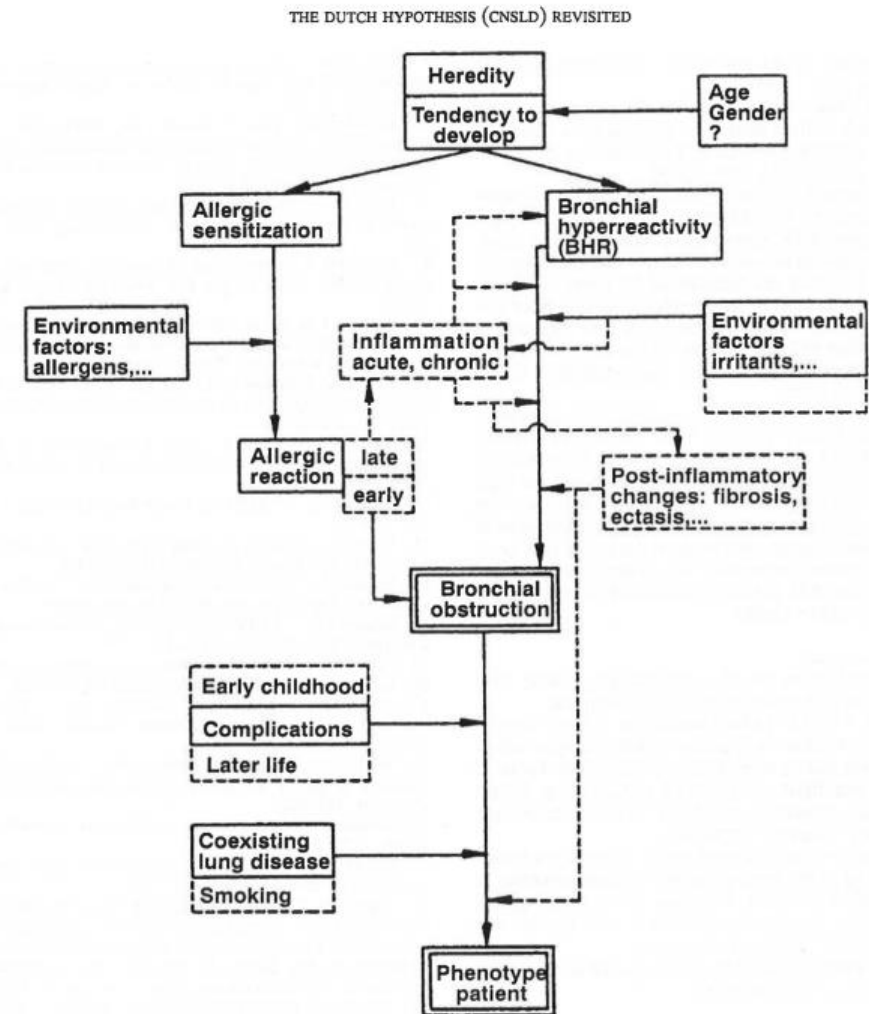 THE DUTCH HYPOTHESIS (CNSLD) REVISITED
Heredity
Tendency to
develop
Age
Gender
?
Allergic
sensitization
Bronchial
hyperreactivity
(BHR)
Environmental
factors:
allergens,...
Inflammation
acute, chronic
Environmental
factors
irritants,...
Allergic
reaction
late
early
Post-inflammatory
changes: fibrosis,
ectasis,...
Bronchial
obstruction
Early childhood
Complications
Later life
Coexisting
lung disease
Smoking
Phenotype
patient